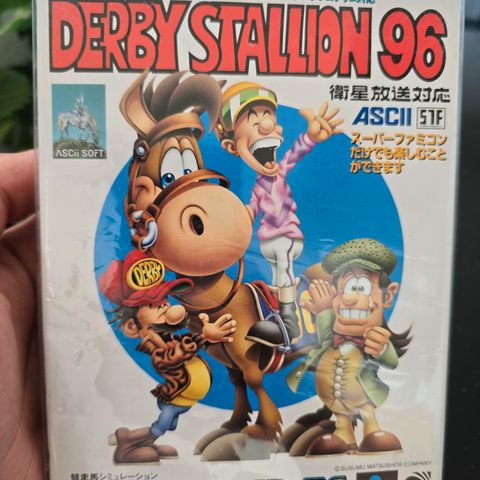 DERBY STALLION 96
衛星放送対応
ASCII 51F
スーパーファミコン
だけでも楽しむこと
ができます
ASCII SOFT
DERBY
© SUSUMU MATSUSHITA COMPANY
競走馬シミュレーション